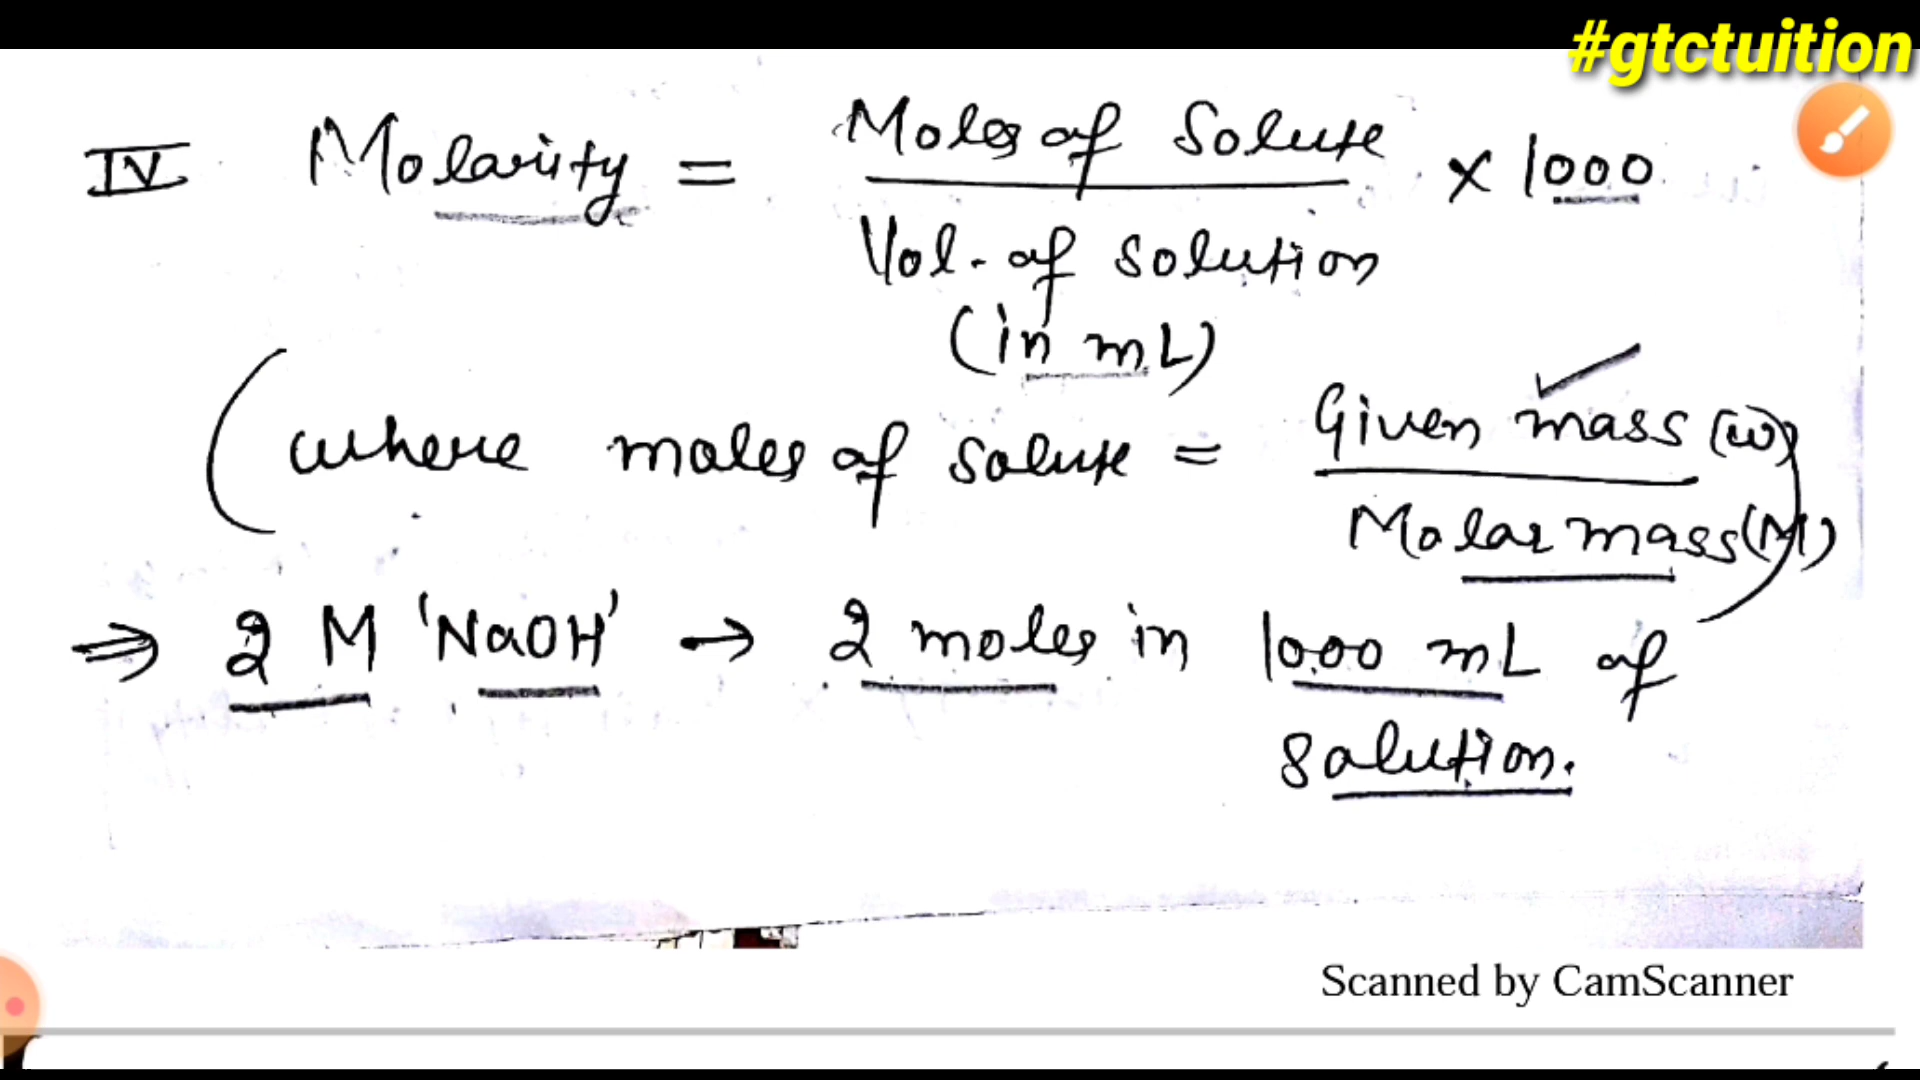 #gtctuition
IV Molarity = Moles of Solute / Vol. of solution (in mL) × 1000
(where moles of solute = Given mass (w) / Molar mass (M))
⇒ 2 M 'NaOH' → 2 moles in 1000 mL of
solution.
Scanned by CamScanner